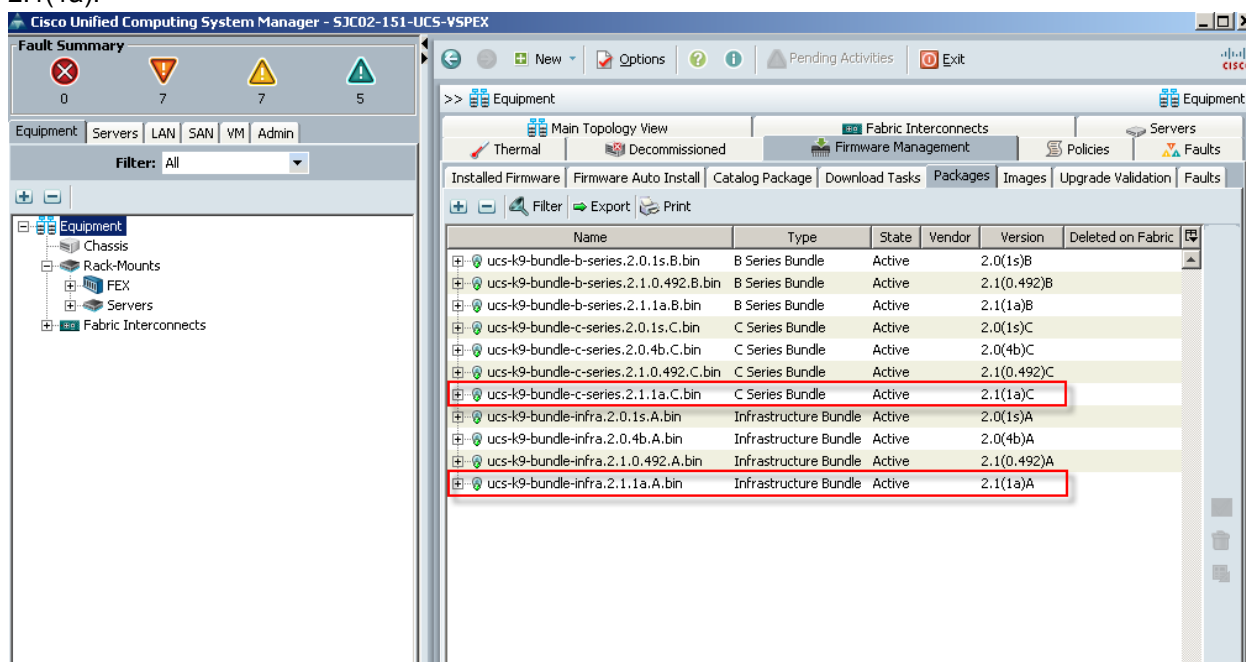 2.1(1a).
Cisco Unified Computing System Manager - SJC02-151-UCS-VSPEX
Fault Summary
0 7 7 5
New Options Pending Activities Exit
cisco
>> Equipment Equipment
Equipment Servers LAN SAN VM Admin
Filter: All
Equipment
Chassis
Rack-Mounts
FEX
Servers
Fabric Interconnects
Main Topology View Fabric Interconnects Servers
Thermal Decommissioned Firmware Management Policies Faults
Installed Firmware Firmware Auto Install Catalog Package Download Tasks Packages Images Upgrade Validation Faults
Filter Export Print
Name Type State Vendor Version Deleted on Fabric
ucs-k9-bundle-b-series.2.0.1s.B.bin B Series Bundle Active 2.0(1s)B
ucs-k9-bundle-b-series.2.1.0.492.B.bin B Series Bundle Active 2.1(0.492)B
ucs-k9-bundle-b-series.2.1.1a.B.bin B Series Bundle Active 2.1(1a)B
ucs-k9-bundle-c-series.2.0.1s.C.bin C Series Bundle Active 2.0(1s)C
ucs-k9-bundle-c-series.2.0.4b.C.bin C Series Bundle Active 2.0(4b)C
ucs-k9-bundle-c-series.2.1.0.492.C.bin C Series Bundle Active 2.1(0.492)C
ucs-k9-bundle-c-series.2.1.1a.C.bin C Series Bundle Active 2.1(1a)C
ucs-k9-bundle-infra.2.0.1s.A.bin Infrastructure Bundle Active 2.0(1s)A
ucs-k9-bundle-infra.2.0.4b.A.bin Infrastructure Bundle Active 2.0(4b)A
ucs-k9-bundle-infra.2.1.0.492.A.bin Infrastructure Bundle Active 2.1(0.492)A
ucs-k9-bundle-infra.2.1.1a.A.bin Infrastructure Bundle Active 2.1(1a)A